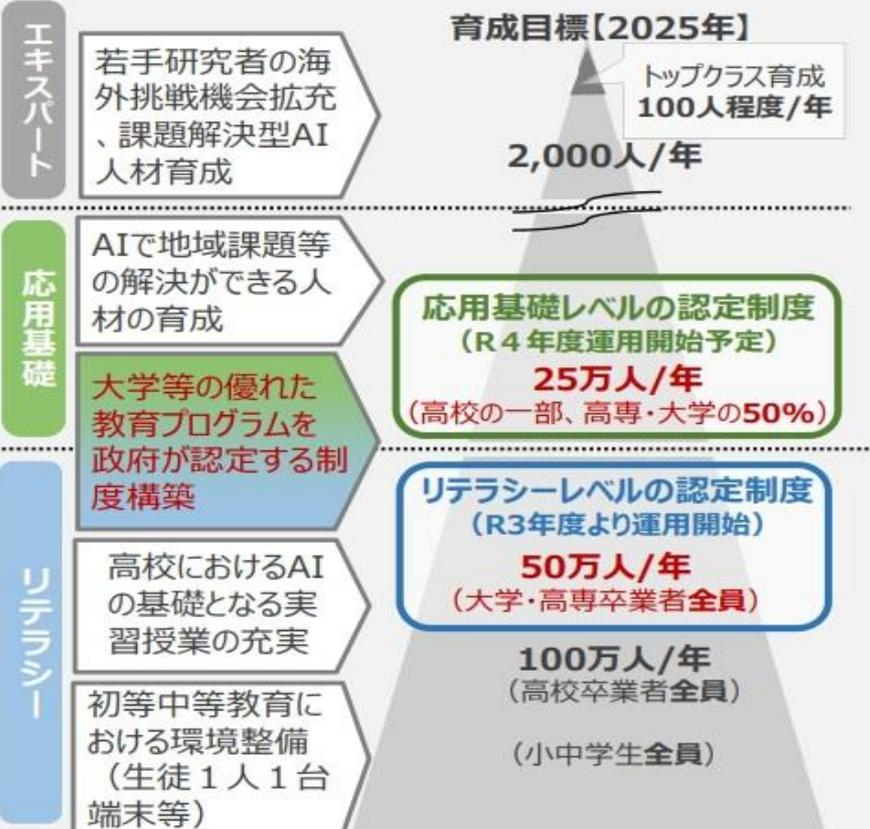 育成目標【2025年】
エキスパート
若手研究者の海
外挑戦機会拡充
、課題解決型AI
人材育成
トップクラス育成
100人程度/年
2,000人/年
応用基礎
AIで地域課題等
の解決ができる人
材の育成
大学等の優れた
教育プログラムを
政府が認定する制
度構築
応用基礎レベルの認定制度
（R４年度運用開始予定）
25万人/年
（高校の一部、高専・大学の50%）
リテラシー
高校におけるAI
の基礎となる実
習授業の充実
初等中等教育に
おける環境整備
（生徒１人１台
端末等）
リテラシーレベルの認定制度
（R3年度より運用開始）
50万人/年
（大学・高専卒業者全員）
100万人/年
（高校卒業者全員）
（小中学生全員）